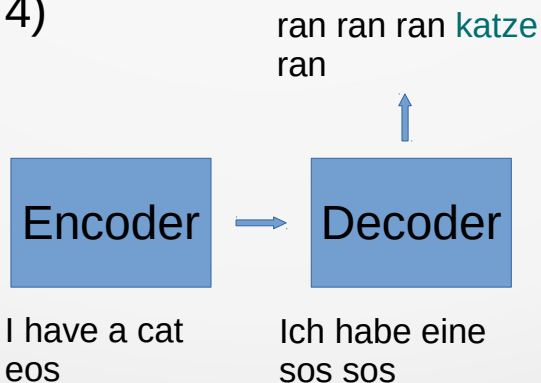 4)
ran ran ran katze
ran
Encoder
Decoder
I have a cat
eos
Ich habe eine
sos sos